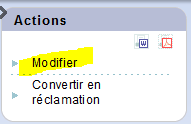 Actions
Modifier
Convertir en
réclamation